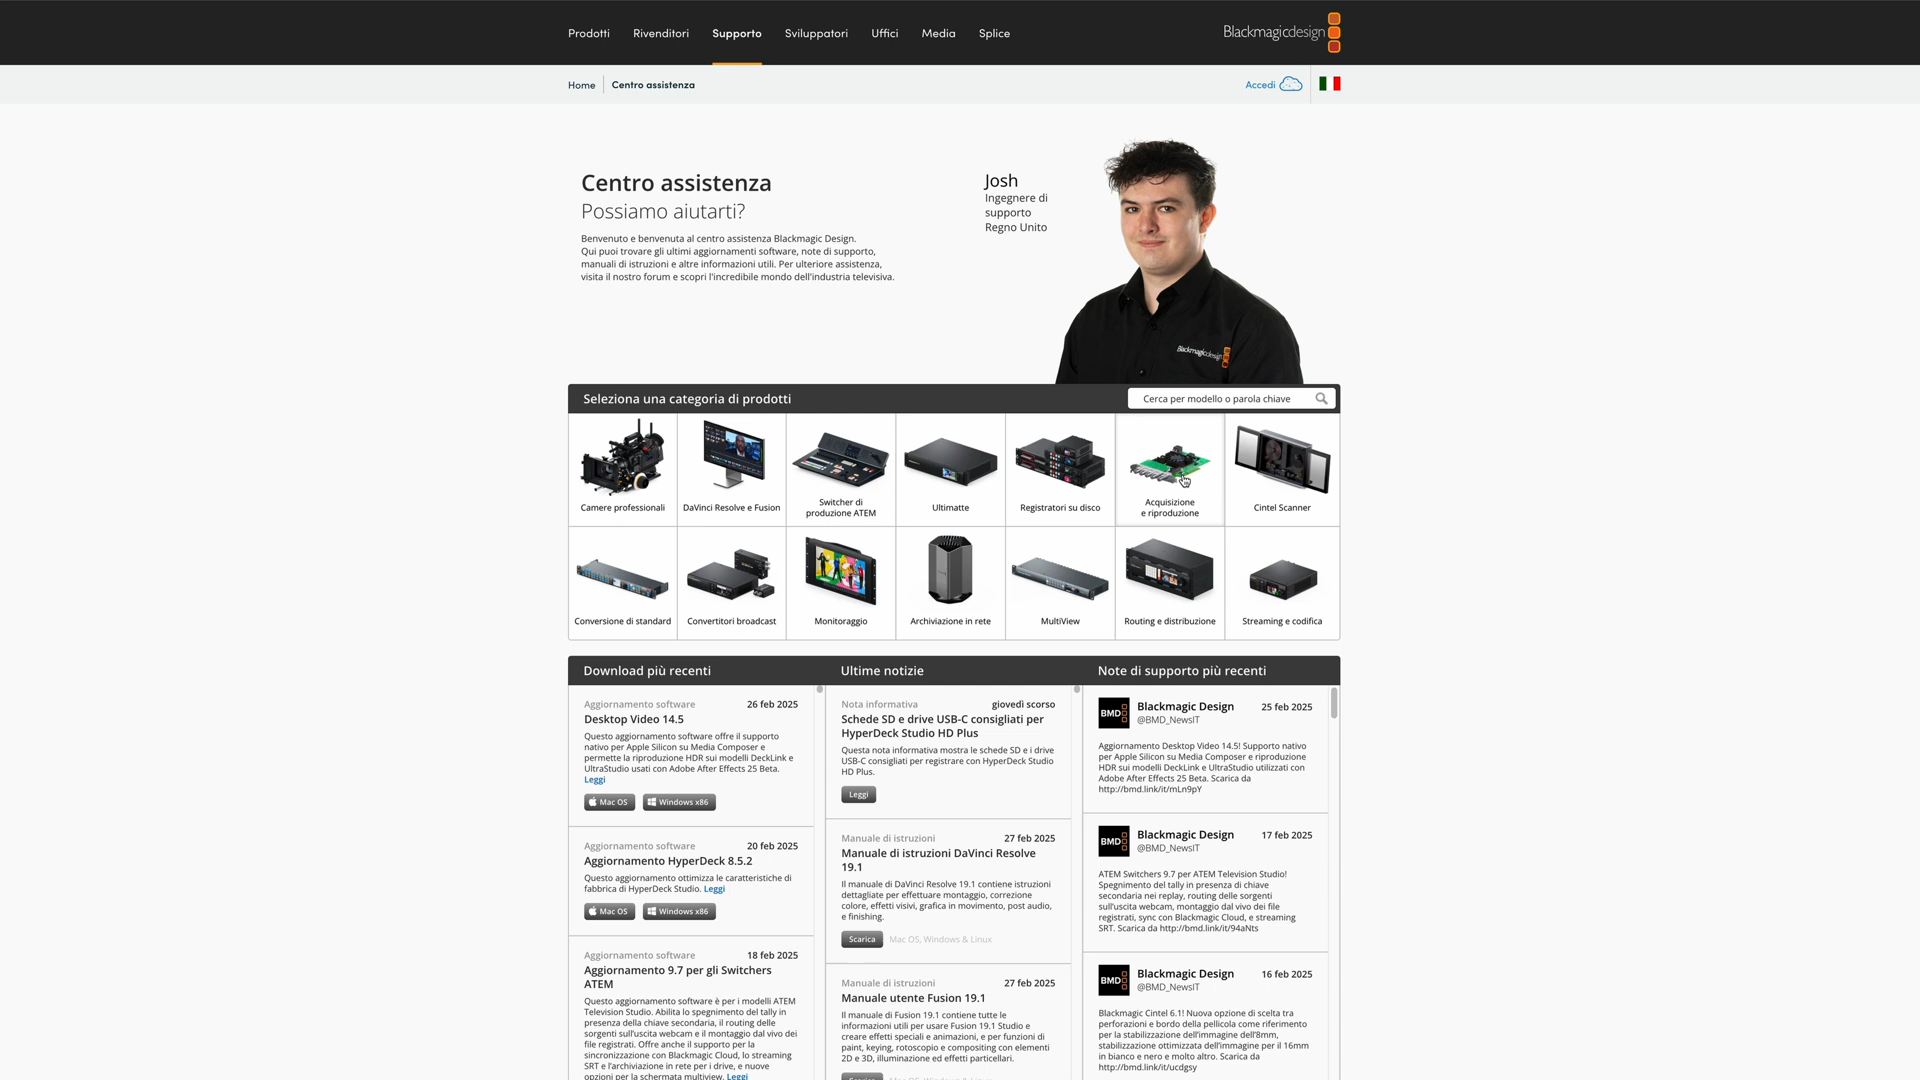 Prodotti
Rivenditori
Supporto
Sviluppatori
Uffici
Media
Splice
Blackmagicdesign
Home
Centro assistenza
Accedi
Centro assistenza
Possiamo aiutarti?
Benvenuto e benvenuta al centro assistenza Blackmagic Design.
Qui puoi trovare gli ultimi aggiornamenti software, note di supporto,
manuali di istruzioni e altre informazioni utili. Per ulteriore assistenza,
visita il nostro forum e scopri l'incredibile mondo dell'industria televisiva.
Josh
Ingegnere di
supporto
Regno Unito
Blackmagicdesign
Seleziona una categoria di prodotti
Cerca per modello o parola chiave
Camere professionali
DaVinci Resolve e Fusion
Switcher di
produzione ATEM
Ultimatte
Registratori su disco
Acquisizione
e riproduzione
Cintel Scanner
Conversione di standard
Convertitori broadcast
Monitoraggio
Archiviazione in rete
MultiView
Routing e distribuzione
Streaming e codifica
Download più recenti
Aggiornamento software
26 feb 2025
Desktop Video 14.5
Questo aggiornamento software offre il supporto
nativo per Apple Silicon su Media Composer e
permette la riproduzione HDR sui modelli DeckLink e
UltraStudio usati con Adobe After Effects 25 Beta.
Leggi
Mac OS
Windows x86
Aggiornamento software
20 feb 2025
Aggiornamento HyperDeck 8.5.2
Questo aggiornamento ottimizza le caratteristiche di
fabbrica di HyperDeck Studio. Leggi
Mac OS
Windows x86
Aggiornamento software
18 feb 2025
Aggiornamento 9.7 per gli Switchers
ATEM
Questo aggiornamento software è per i modelli ATEM
Television Studio. Abilita lo spegnimento del tally in
presenza della chiave secondaria, il routing delle
sorgenti sull'uscita webcam e il montaggio dal vivo dei
file registrati. Offre anche il supporto per la
sincronizzazione con Blackmagic Cloud, lo streaming
SRT e l'archiviazione in rete per i drive, e nuove
opzioni per la schermata multiview. Leggi
Ultime notizie
Nota informativa
giovedì scorso
Schede SD e drive USB-C consigliati per
HyperDeck Studio HD Plus
Questa nota informativa mostra le schede SD e i drive
USB-C consigliati per registrare con HyperDeck Studio
HD Plus.
Leggi
Manuale di istruzioni
27 feb 2025
Manuale di istruzioni DaVinci Resolve
19.1
Il manuale di DaVinci Resolve 19.1 contiene istruzioni
dettagliate per effettuare montaggio, correzione
colore, effetti visivi, grafica in movimento, post audio,
e finishing.
Scarica
Mac OS, Windows & Linux
Manuale di istruzioni
27 feb 2025
Manuale utente Fusion 19.1
Il manuale di Fusion 19.1 contiene tutte le
informazioni utili per usare Fusion 19.1 Studio e
creare effetti speciali e animazioni, e per funzioni di
paint, keying, rotoscopio e compositing con elementi
2D e 3D, illuminazione ed effetti particellari.
Note di supporto più recenti
BMD
Blackmagic Design
25 feb 2025
@BMD_NewsIT
Aggiornamento Desktop Video 14.5! Supporto nativo
per Apple Silicon su Media Composer e riproduzione
HDR sui modelli DeckLink e UltraStudio utilizzati con
Adobe After Effects 25 Beta. Scarica da
http://bmd.link/it/mLn9pY
BMD
Blackmagic Design
17 feb 2025
@BMD_NewsIT
ATEM Switchers 9.7 per ATEM Television Studio!
Spegnimento del tally in presenza di chiave
secondaria nei replay, routing delle sorgenti
sull'uscita webcam, montaggio dal vivo dei file
registrati, sync con Blackmagic Cloud, e streaming
SRT. Scarica da http://bmd.link/it/94aNts
BMD
Blackmagic Design
16 feb 2025
@BMD_NewsIT
Blackmagic Cintel 6.1! Nuova opzione di scelta tra
perforazioni e bordo della pellicola come riferimento
per la stabilizzazione dell'immagine dell'8mm,
stabilizzazione ottimizzata dell'immagine per il 16mm
in bianco e nero e molto altro. Scarica da
http://bmd.link/it/ucdgsy